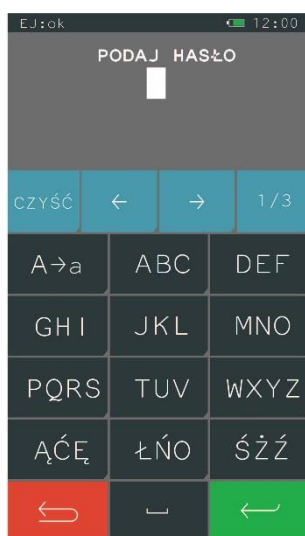 EJ:ok 12:00
PODAJ HASŁO
CZYŚĆ ← → 1/3
A→a ABC DEF
GHI JKL MNO
PQRS TUV WXYZ
ĄĆĘ ŁŃO ŚŻŹ